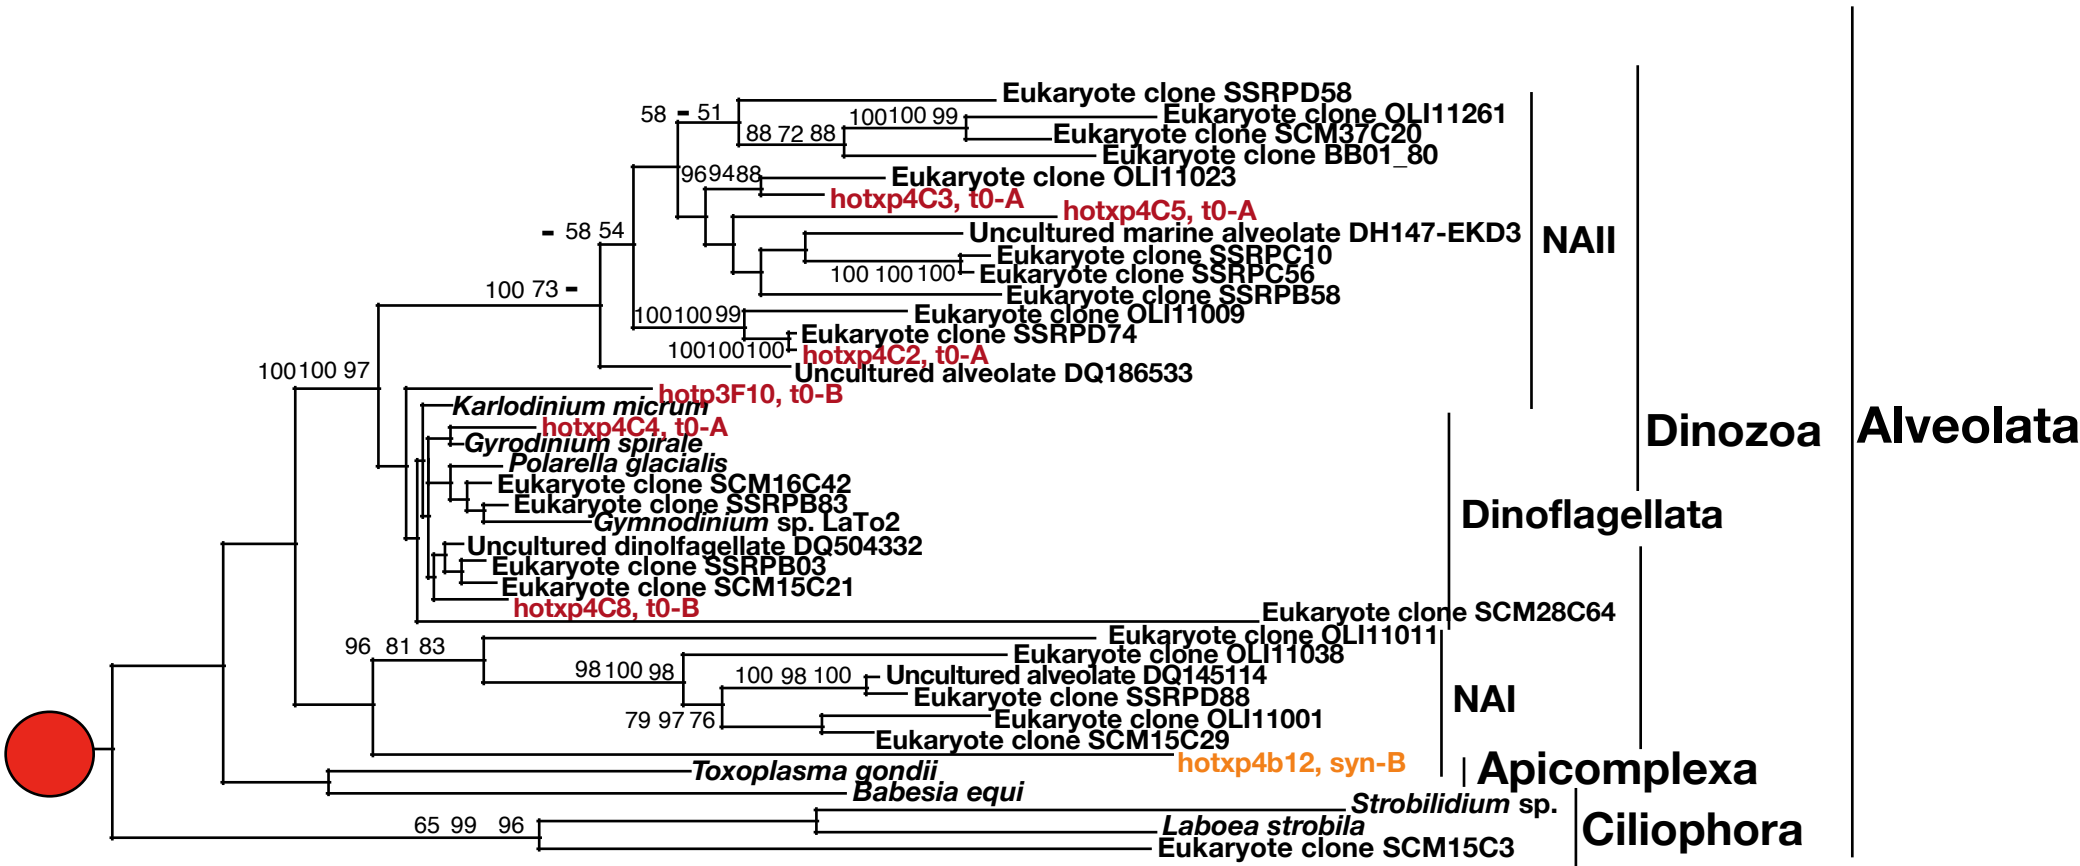 Eukaryote clone SSRPD58
58 - 51
100 100 99
Eukaryote clone OLI11261
88 72 88
Eukaryote clone SCM37C20
Eukaryote clone BB01_80
96 94 88
Eukaryote clone OLI11023
hotxp4C3, t0-A
hotxp4C5, t0-A
- 58 54
Uncultured marine alveolate DH147-EKD3
NAII
Eukaryote clone SSRPC10
100 100 100
Eukaryote clone SSRPC56
100 73 -
Eukaryote clone SSRPB58
100 100 99
Eukaryote clone OLI11009
Eukaryote clone SSRPD74
100 100 100
hotxp4C2, t0-A
100 100 97
Uncultured alveolate DQ186533
hotp3F10, t0-B
Karlodinium micrum
hotxp4C4, t0-A
Dinozoa
Alveolata
Gyrodinium spirale
Polarella glacialis
Eukaryote clone SCM16C42
Eukaryote clone SSRPB83
Dinoflagellata
Gymnodinium sp. LaTo2
Uncultured dinolfagellate DQ504332
Eukaryote clone SSRPB03
Eukaryote clone SCM15C21
hotxp4C8, t0-B
Eukaryote clone SCM28C64
96 81 83
Eukaryote clone OLI11011
Eukaryote clone OLI11038
98 100 98
100 98 100
Uncultured alveolate DQ145114
Eukaryote clone SSRPD88
NAI
79 97 76
Eukaryote clone OLI11001
Eukaryote clone SCM15C29
hotxp4b12, syn-B
Toxoplasma gondii
Apicomplexa
Babesia equi
Strobilidium sp.
65 99 96
Laboea strobila
Ciliophora
Eukaryote clone SCM15C3